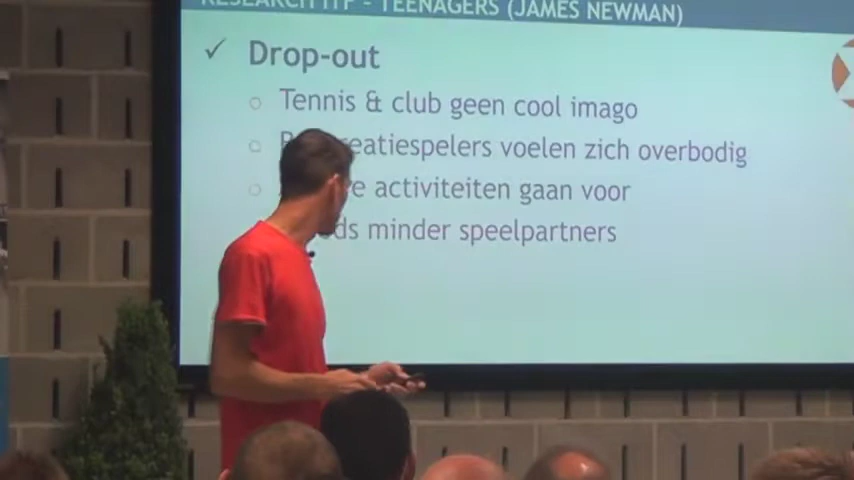 RESEARCH ITF - TEENAGERS (JAMES NEWMAN)
✓ Drop-out
○ Tennis & club geen cool imago
○ voelen zich overbodig
○ activiteiten gaan voor
minder speelpartners